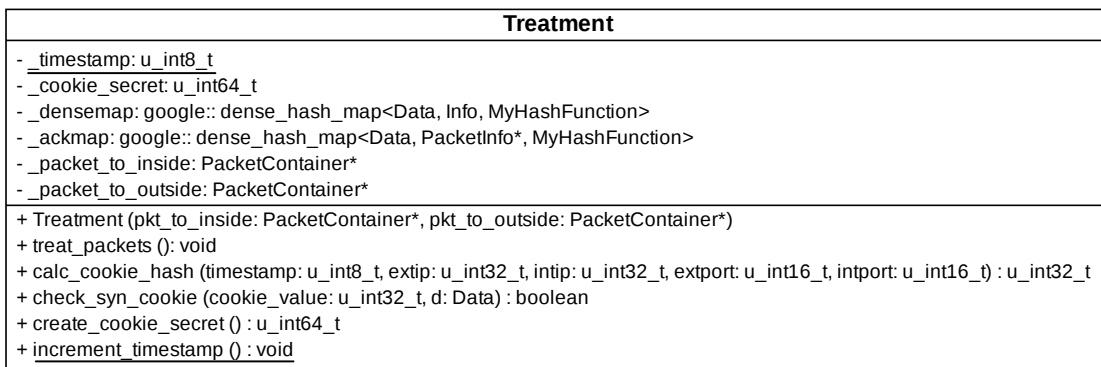 Treatment
- _timestamp: u_int8_t
- _cookie_secret: u_int64_t
- _densemap: google:: dense_hash_map<Data, Info, MyHashFunction>
- _ackmap: google:: dense_hash_map<Data, PacketInfo*, MyHashFunction>
- _packet_to_inside: PacketContainer*
- _packet_to_outside: PacketContainer*
+ Treatment (pkt_to_inside: PacketContainer*, pkt_to_outside: PacketContainer*)
+ treat_packets (): void
+ calc_cookie_hash (timestamp: u_int8_t, extip: u_int32_t, intip: u_int32_t, extport: u_int16_t, intport: u_int16_t) : u_int32_t
+ check_syn_cookie (cookie_value: u_int32_t, d: Data) : boolean
+ create_cookie_secret () : u_int64_t
+ increment_timestamp () : void